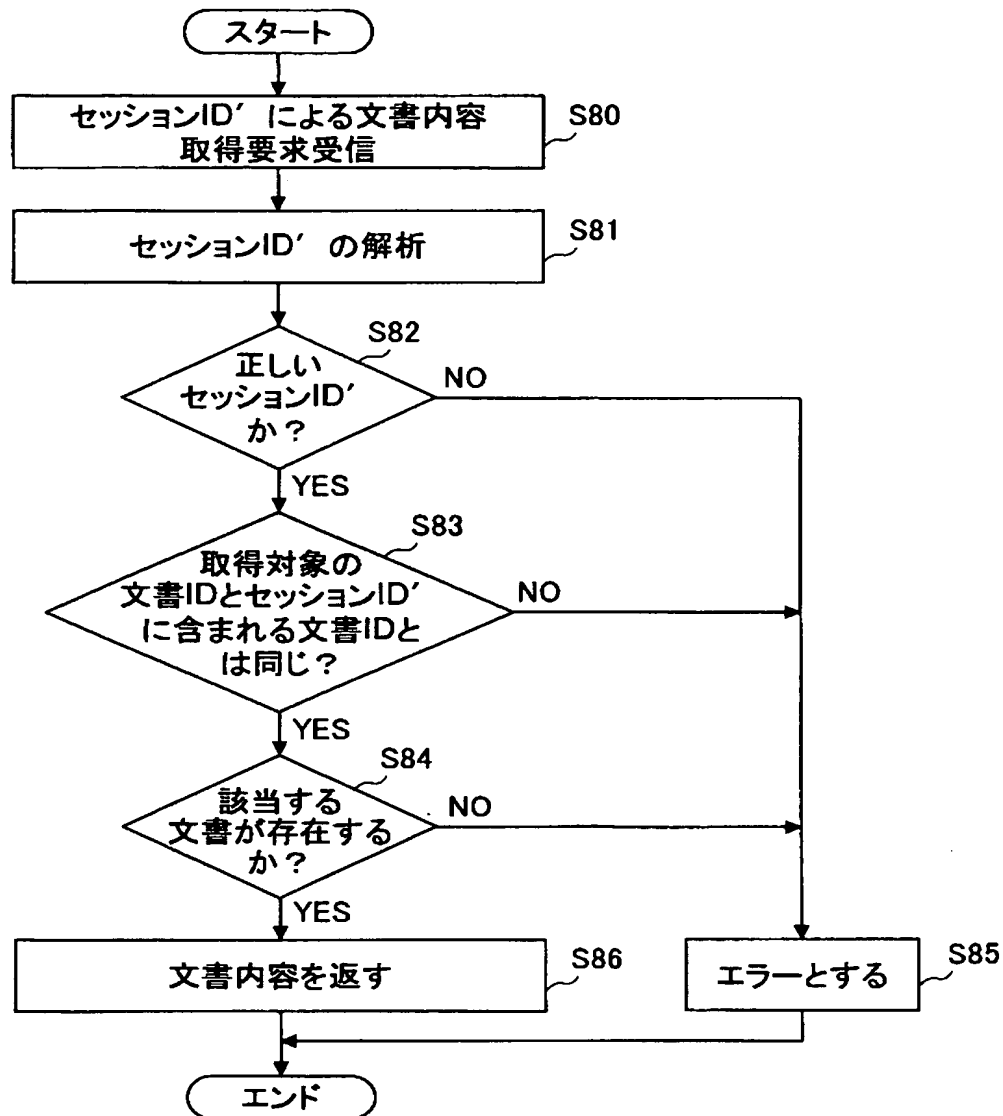 スタート
セッションID′ による文書内容
取得要求受信
S80
セッションID′ の解析
S81
S82
正しい
セッションID′
か？
NO
YES
S83
取得対象の
文書IDとセッションID′
に含まれる文書IDと
は同じ？
NO
YES
S84
該当する
文書が存在する
か？
NO
YES
文書内容を返す
S86
エラーとする
S85
エンド